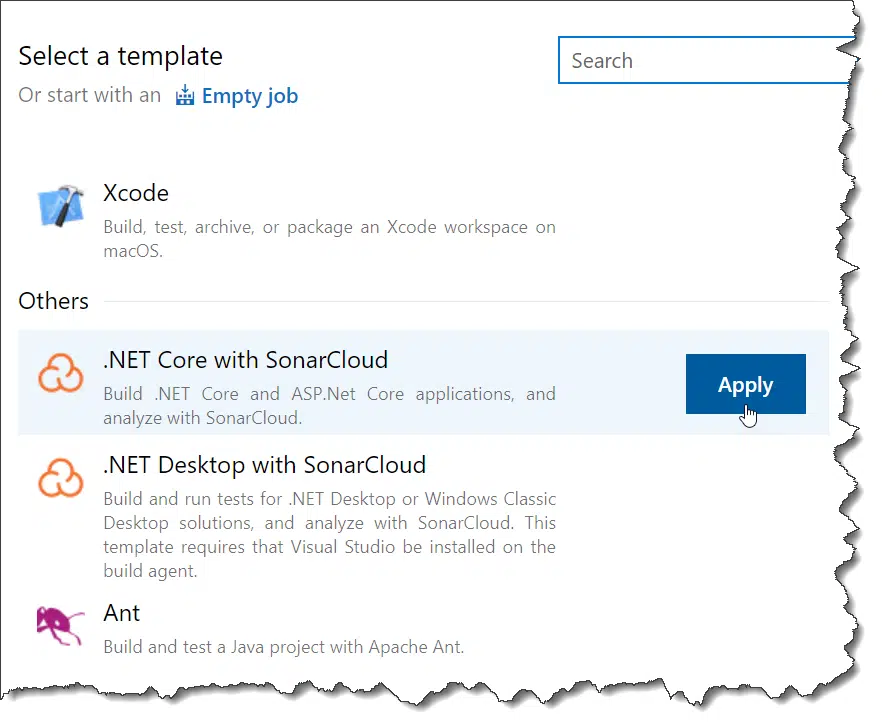 Select a template
Search
Or start with an Empty job
Xcode
Build, test, archive, or package an Xcode workspace on
macOS.
Others
.NET Core with SonarCloud
Build .NET Core and ASP.Net Core applications, and
analyze with SonarCloud.
Apply
.NET Desktop with SonarCloud
Build and run tests for .NET Desktop or Windows Classic
Desktop solutions, and analyze with SonarCloud. This
template requires that Visual Studio be installed on the
build agent.
Ant
Build and test a Java project with Apache Ant.